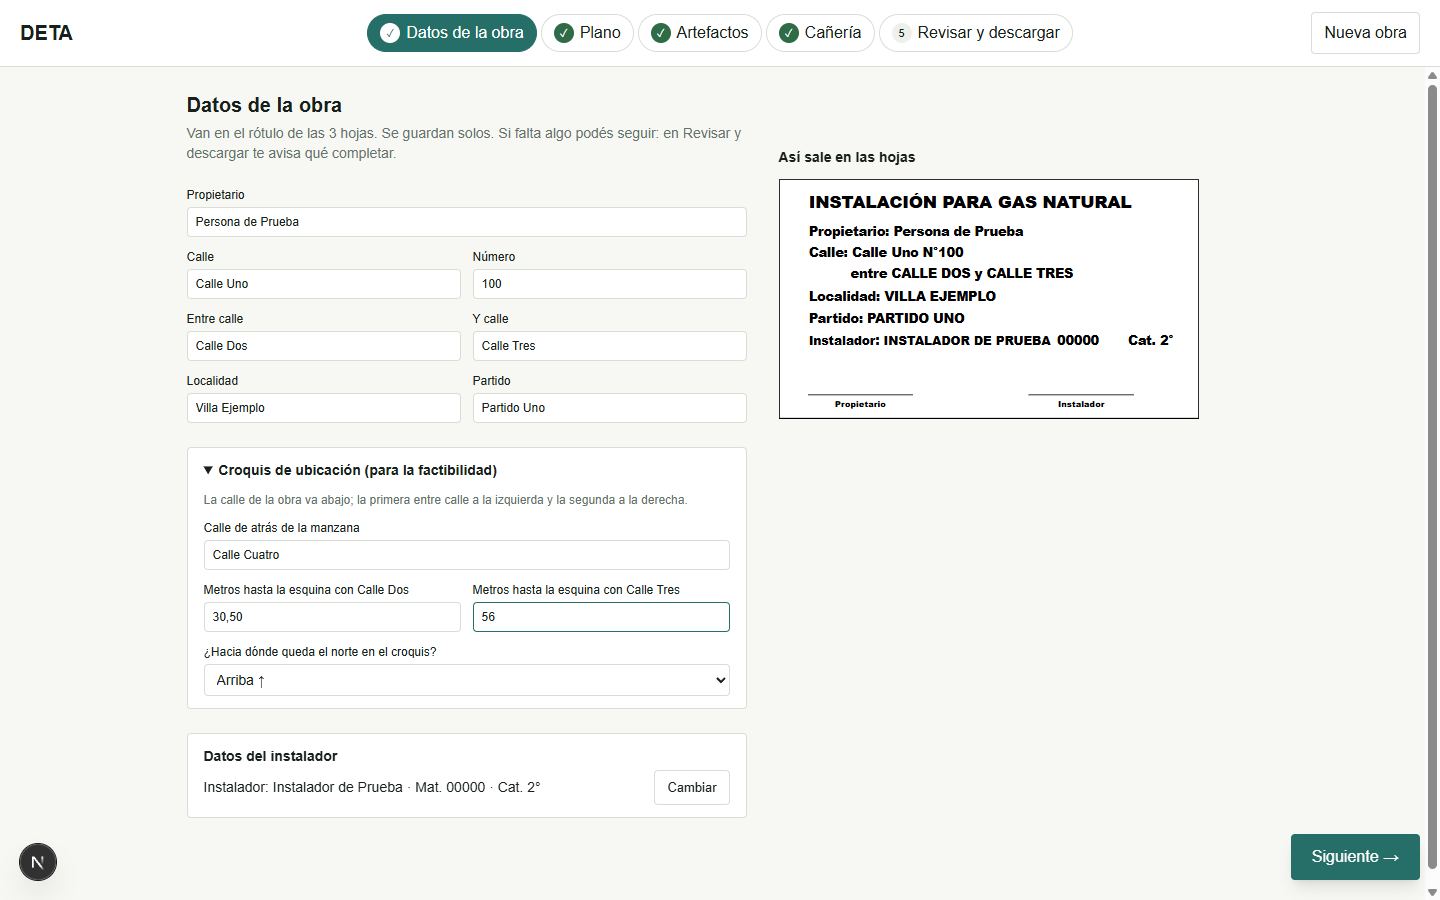 DETA
✓ Datos de la obra
✓ Plano
✓ Artefactos
✓ Cañería
5 Revisar y descargar
Nueva obra
Datos de la obra
Van en el rótulo de las 3 hojas. Se guardan solos. Si falta algo podés seguir: en Revisar y
descargar te avisa qué completar.
Propietario
Persona de Prueba
Calle
Número
Calle Uno
100
Entre calle
Y calle
Calle Dos
Calle Tres
Localidad
Partido
Villa Ejemplo
Partido Uno
▼ Croquis de ubicación (para la factibilidad)
La calle de la obra va abajo; la primera entre calle a la izquierda y la segunda a la derecha.
Calle de atrás de la manzana
Calle Cuatro
Metros hasta la esquina con Calle Dos
Metros hasta la esquina con Calle Tres
30,50
56
¿Hacia dónde queda el norte en el croquis?
Arriba ↑
Datos del instalador
Instalador: Instalador de Prueba · Mat. 00000 · Cat. 2°
Cambiar
Así sale en las hojas
INSTALACIÓN PARA GAS NATURAL
Propietario: Persona de Prueba
Calle: Calle Uno N°100
entre CALLE DOS y CALLE TRES
Localidad: VILLA EJEMPLO
Partido: PARTIDO UNO
Instalador: INSTALADOR DE PRUEBA 00000 Cat. 2°
Propietario
Instalador
N
Siguiente →